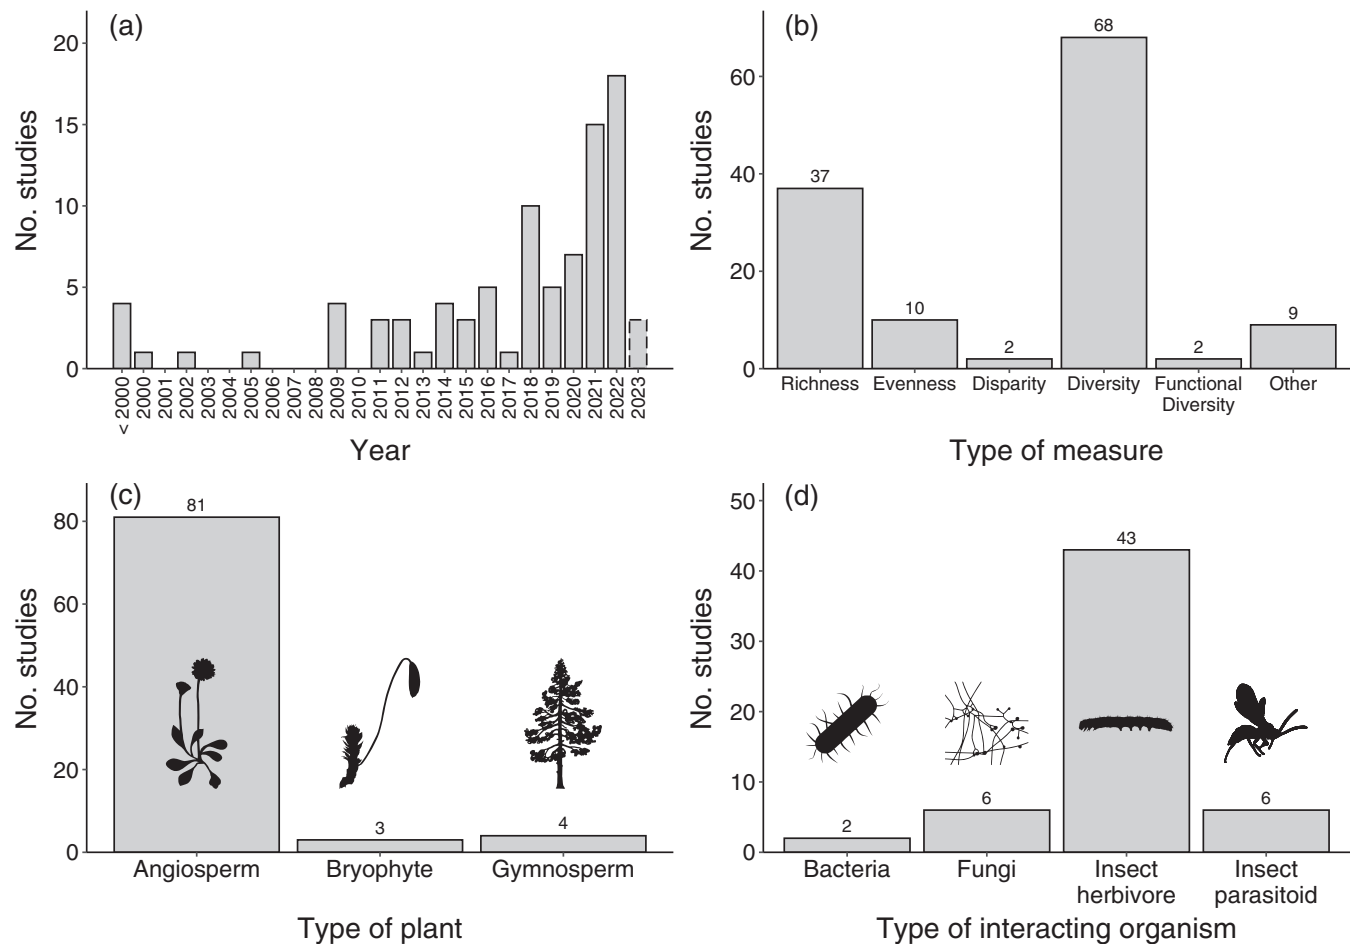 (a)
No. studies
20
15
10
5
0
< 2000
2000
2001
2002
2003
2004
2005
2006
2007
2008
2009
2010
2011
2012
2013
2014
2015
2016
2017
2018
2019
2020
2021
2022
2023
Year
(b)
No. studies
60
40
20
0
37
10
2
68
2
9
Richness
Evenness
Disparity
Diversity
Functional
Diversity
Other
Type of measure
(c)
No. studies
80
60
40
20
0
81
3
4
Angiosperm
Bryophyte
Gymnosperm
Type of plant
(d)
No. studies
50
40
30
20
10
0
2
6
43
6
Bacteria
Fungi
Insect
herbivore
Insect
parasitoid
Type of interacting organism